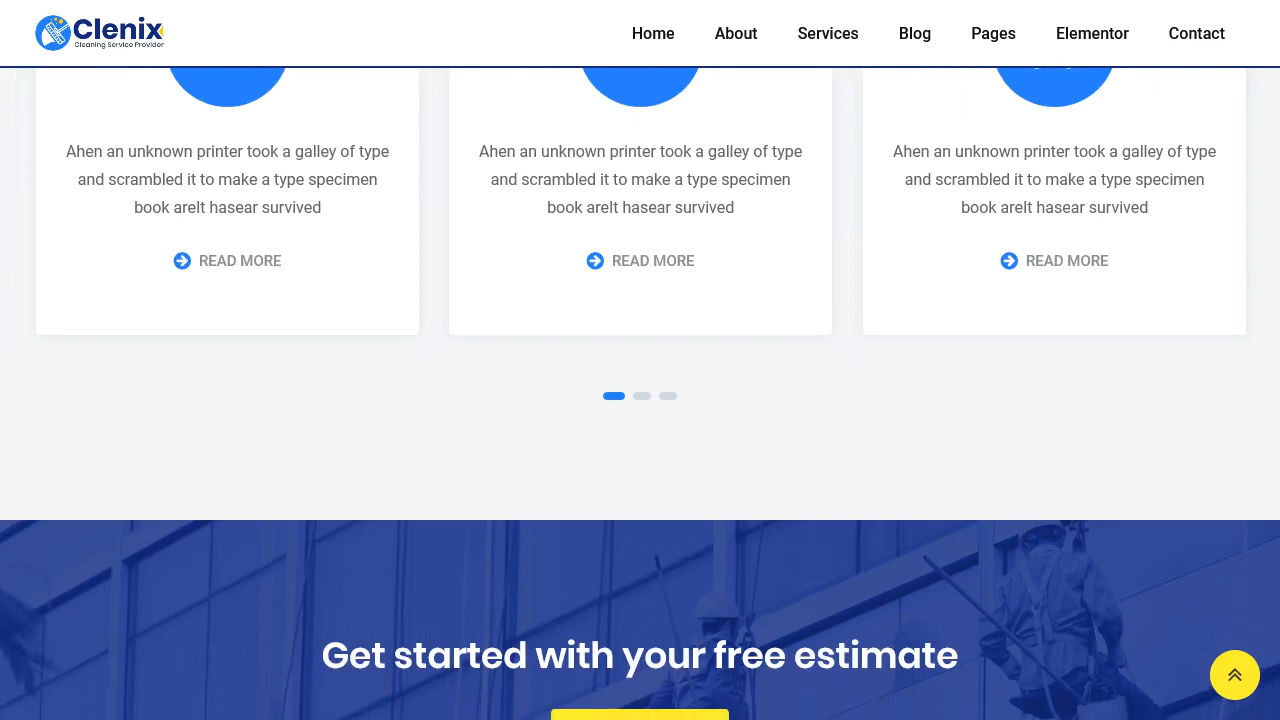 Clenix
Cleaning Service Provider
Home About Services Blog Pages Elementor Contact
Ahen an unknown printer took a galley of type
and scrambled it to make a type specimen
book areIt hasear survived
READ MORE
Ahen an unknown printer took a galley of type
and scrambled it to make a type specimen
book areIt hasear survived
READ MORE
Ahen an unknown printer took a galley of type
and scrambled it to make a type specimen
book areIt hasear survived
READ MORE
Get started with your free estimate